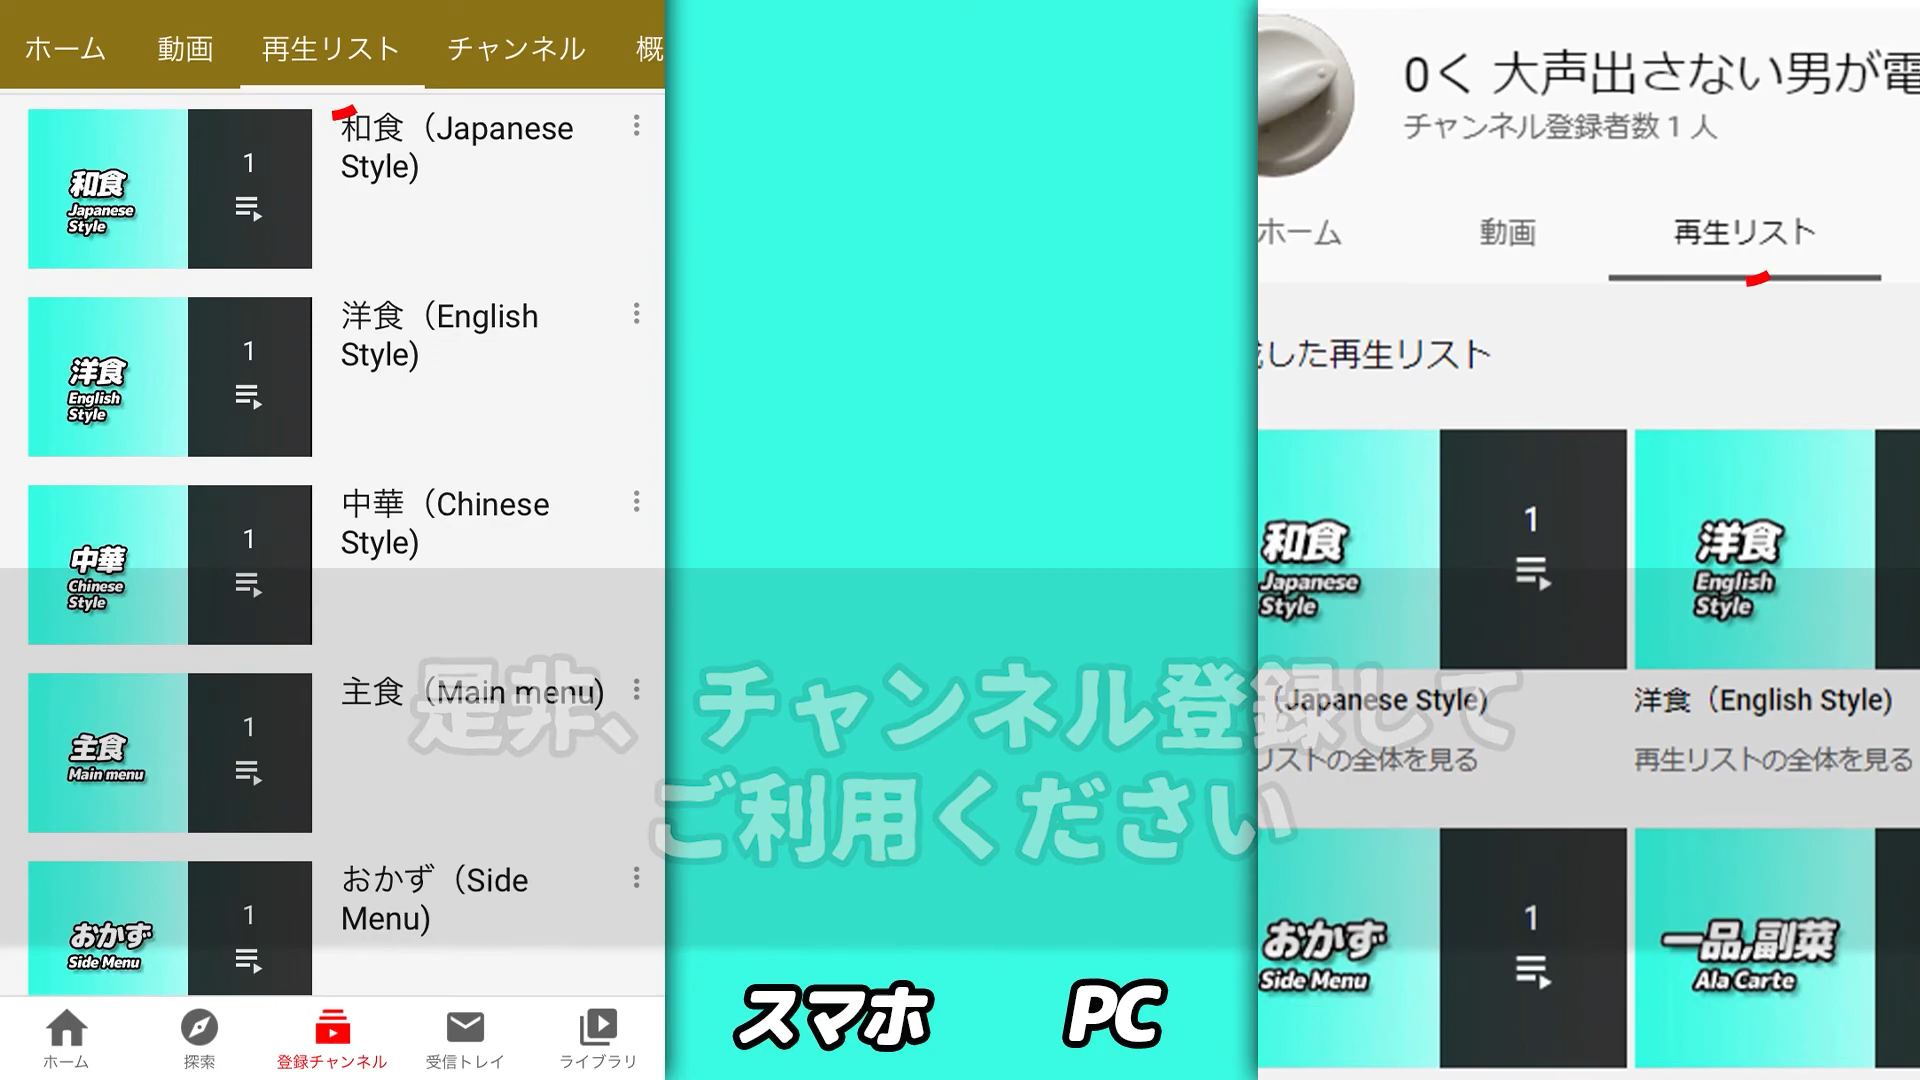 ホーム 動画 再生リスト チャンネル 概
和食
Japanese
Style
1
和食（Japanese
Style)
洋食
English
Style
1
洋食（English
Style)
中華
Chinese
Style
1
中華（Chinese
Style)
主食
Main menu
1
主食（Main menu)
おかず
Side Menu
1
おかず（Side
Menu)
ホーム 探索 登録チャンネル 受信トレイ ライブラリ
是非、チャンネル登録して
ご利用ください
スマホ PC
0く 大声出さない男が電
チャンネル登録者数 1 人
ホーム 動画 再生リスト
した再生リスト
和食
Japanese
Style
1
洋食
English
Style
（Japanese Style)
リストの全体を見る
洋食（English Style)
再生リストの全体を見る
おかず
Side Menu
1
一品,副菜
Ala Carte